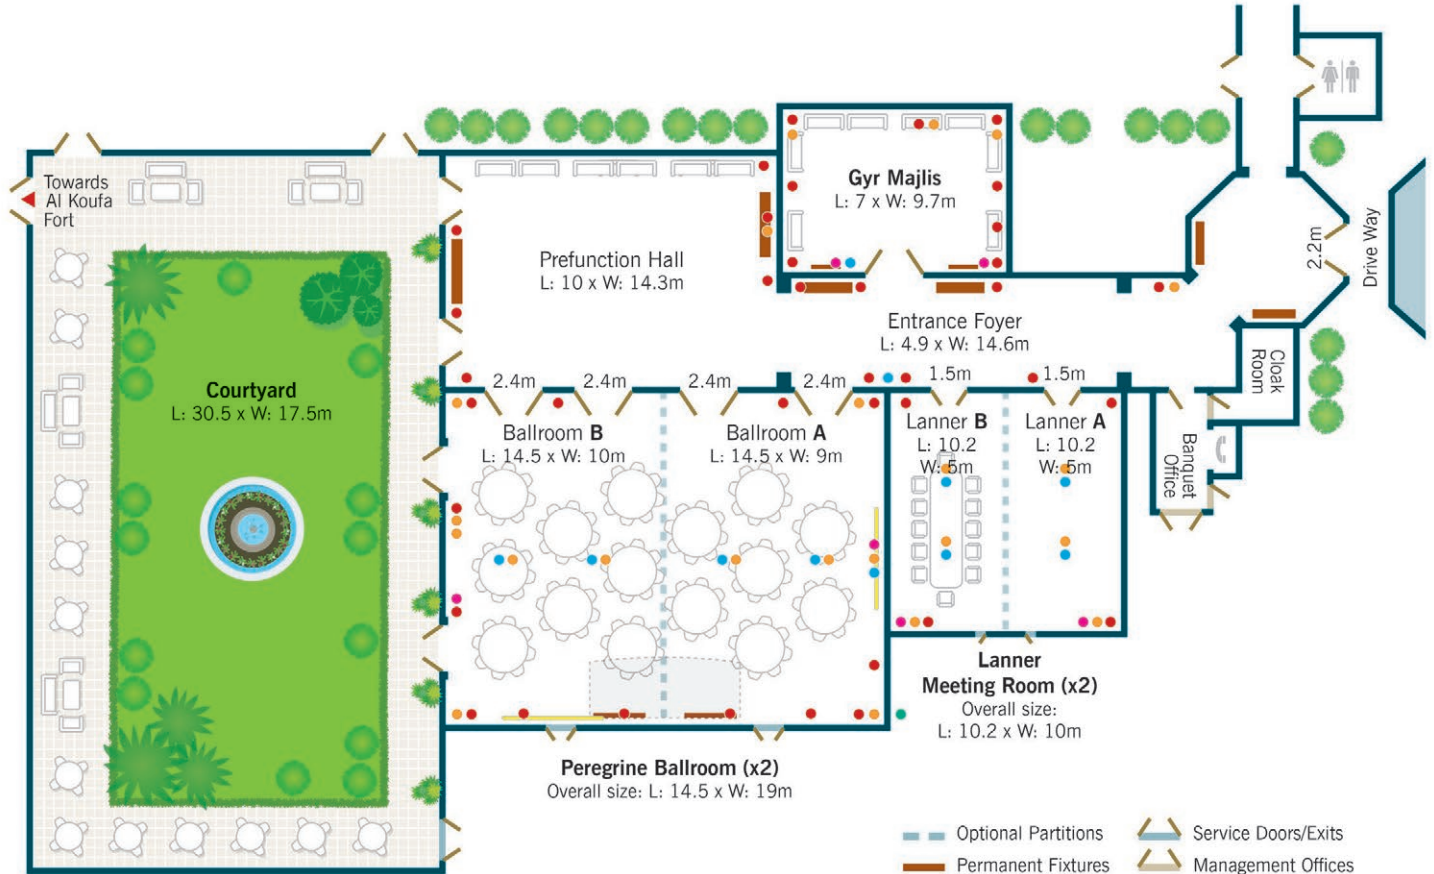 Towards
Al Koufa
Fort
Gyr Majlis
L: 7 x W: 9.7m
Prefunction Hall
L: 10 x W: 14.3m
2.2m
Drive Way
Entrance Foyer
L: 4.9 x W: 14.6m
Cloak
Room
Courtyard
L: 30.5 x W: 17.5m
2.4m
2.4m
2.4m
2.4m
1.5m
1.5m
Ballroom B
L: 14.5 x W: 10m
Ballroom A
L: 14.5 x W: 9m
Lanner B
L: 10.2
W: 5m
Lanner A
L: 10.2
W: 5m
Banquet
Office
Lanner
Meeting Room (x2)
Overall size:
L: 10.2 x W: 10m
Peregrine Ballroom (x2)
Overall size: L: 14.5 x W: 19m
Optional Partitions
Service Doors/Exits
Permanent Fixtures
Management Offices